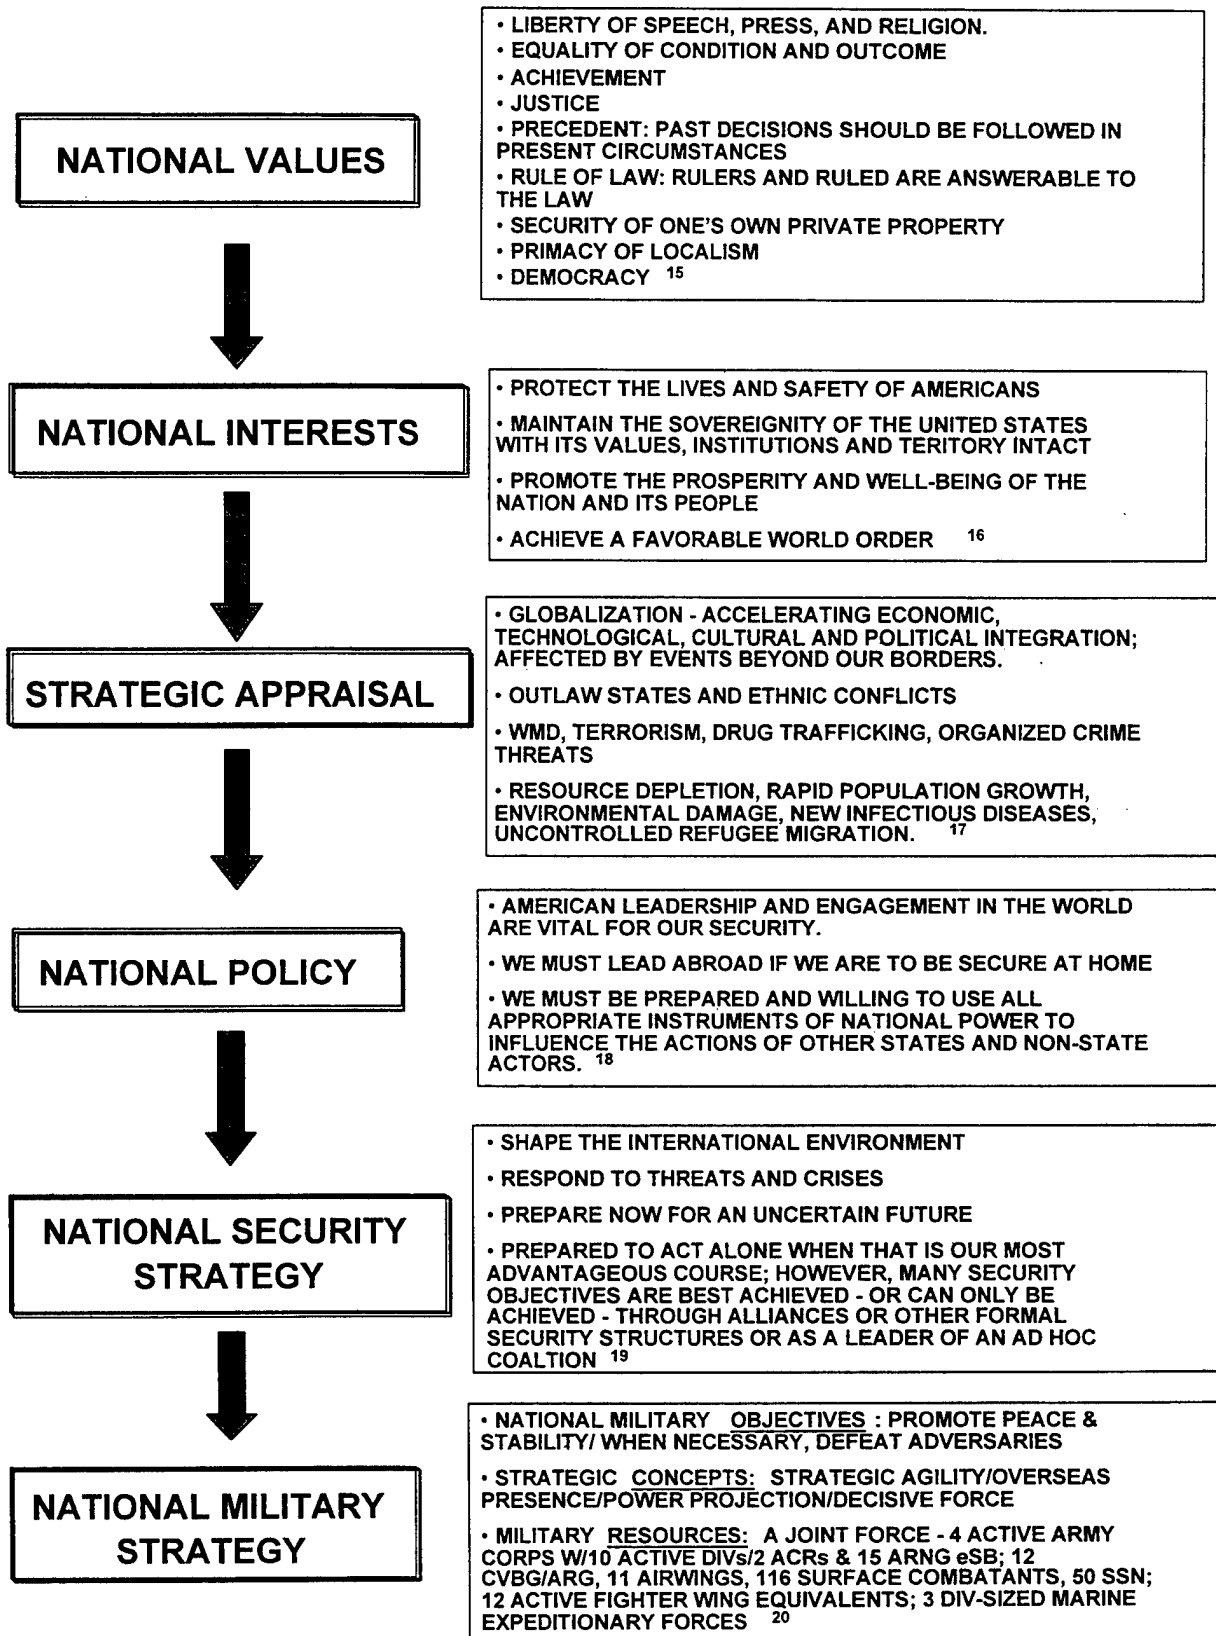 • LIBERTY OF SPEECH, PRESS, AND RELIGION.
• EQUALITY OF CONDITION AND OUTCOME
• ACHIEVEMENT
• JUSTICE
• PRECEDENT: PAST DECISIONS SHOULD BE FOLLOWED IN
PRESENT CIRCUMSTANCES
• RULE OF LAW: RULERS AND RULED ARE ANSWERABLE TO
THE LAW
• SECURITY OF ONE'S OWN PRIVATE PROPERTY
• PRIMACY OF LOCALISM
• DEMOCRACY 15
NATIONAL VALUES
NATIONAL INTERESTS
• PROTECT THE LIVES AND SAFETY OF AMERICANS
• MAINTAIN THE SOVEREIGNITY OF THE UNITED STATES
WITH ITS VALUES, INSTITUTIONS AND TERITORY INTACT
• PROMOTE THE PROSPERITY AND WELL-BEING OF THE
NATION AND ITS PEOPLE
• ACHIEVE A FAVORABLE WORLD ORDER 16
STRATEGIC APPRAISAL
• GLOBALIZATION - ACCELERATING ECONOMIC,
TECHNOLOGICAL, CULTURAL AND POLITICAL INTEGRATION;
AFFECTED BY EVENTS BEYOND OUR BORDERS.
• OUTLAW STATES AND ETHNIC CONFLICTS
• WMD, TERRORISM, DRUG TRAFFICKING, ORGANIZED CRIME
THREATS
• RESOURCE DEPLETION, RAPID POPULATION GROWTH,
ENVIRONMENTAL DAMAGE, NEW INFECTIOUS DISEASES,
UNCONTROLLED REFUGEE MIGRATION. 17
NATIONAL POLICY
• AMERICAN LEADERSHIP AND ENGAGEMENT IN THE WORLD
ARE VITAL FOR OUR SECURITY.
• WE MUST LEAD ABROAD IF WE ARE TO BE SECURE AT HOME
• WE MUST BE PREPARED AND WILLING TO USE ALL
APPROPRIATE INSTRUMENTS OF NATIONAL POWER TO
INFLUENCE THE ACTIONS OF OTHER STATES AND NON-STATE
ACTORS. 18
NATIONAL SECURITY
STRATEGY
• SHAPE THE INTERNATIONAL ENVIRONMENT
• RESPOND TO THREATS AND CRISES
• PREPARE NOW FOR AN UNCERTAIN FUTURE
• PREPARED TO ACT ALONE WHEN THAT IS OUR MOST
ADVANTAGEOUS COURSE; HOWEVER, MANY SECURITY
OBJECTIVES ARE BEST ACHIEVED - OR CAN ONLY BE
ACHIEVED - THROUGH ALLIANCES OR OTHER FORMAL
SECURITY STRUCTURES OR AS A LEADER OF AN AD HOC
COALTION 19
NATIONAL MILITARY
STRATEGY
• NATIONAL MILITARY OBJECTIVES : PROMOTE PEACE &
STABILITY/ WHEN NECESSARY, DEFEAT ADVERSARIES
• STRATEGIC CONCEPTS: STRATEGIC AGILITY/OVERSEAS
PRESENCE/POWER PROJECTION/DECISIVE FORCE
• MILITARY RESOURCES: A JOINT FORCE - 4 ACTIVE ARMY
CORPS W/10 ACTIVE DIVs/2 ACRs & 15 ARNG eSB; 12
CVBG/ARG, 11 AIRWINGS, 116 SURFACE COMBATANTS, 50 SSN;
12 ACTIVE FIGHTER WING EQUIVALENTS; 3 DIV-SIZED MARINE
EXPEDITIONARY FORCES 20